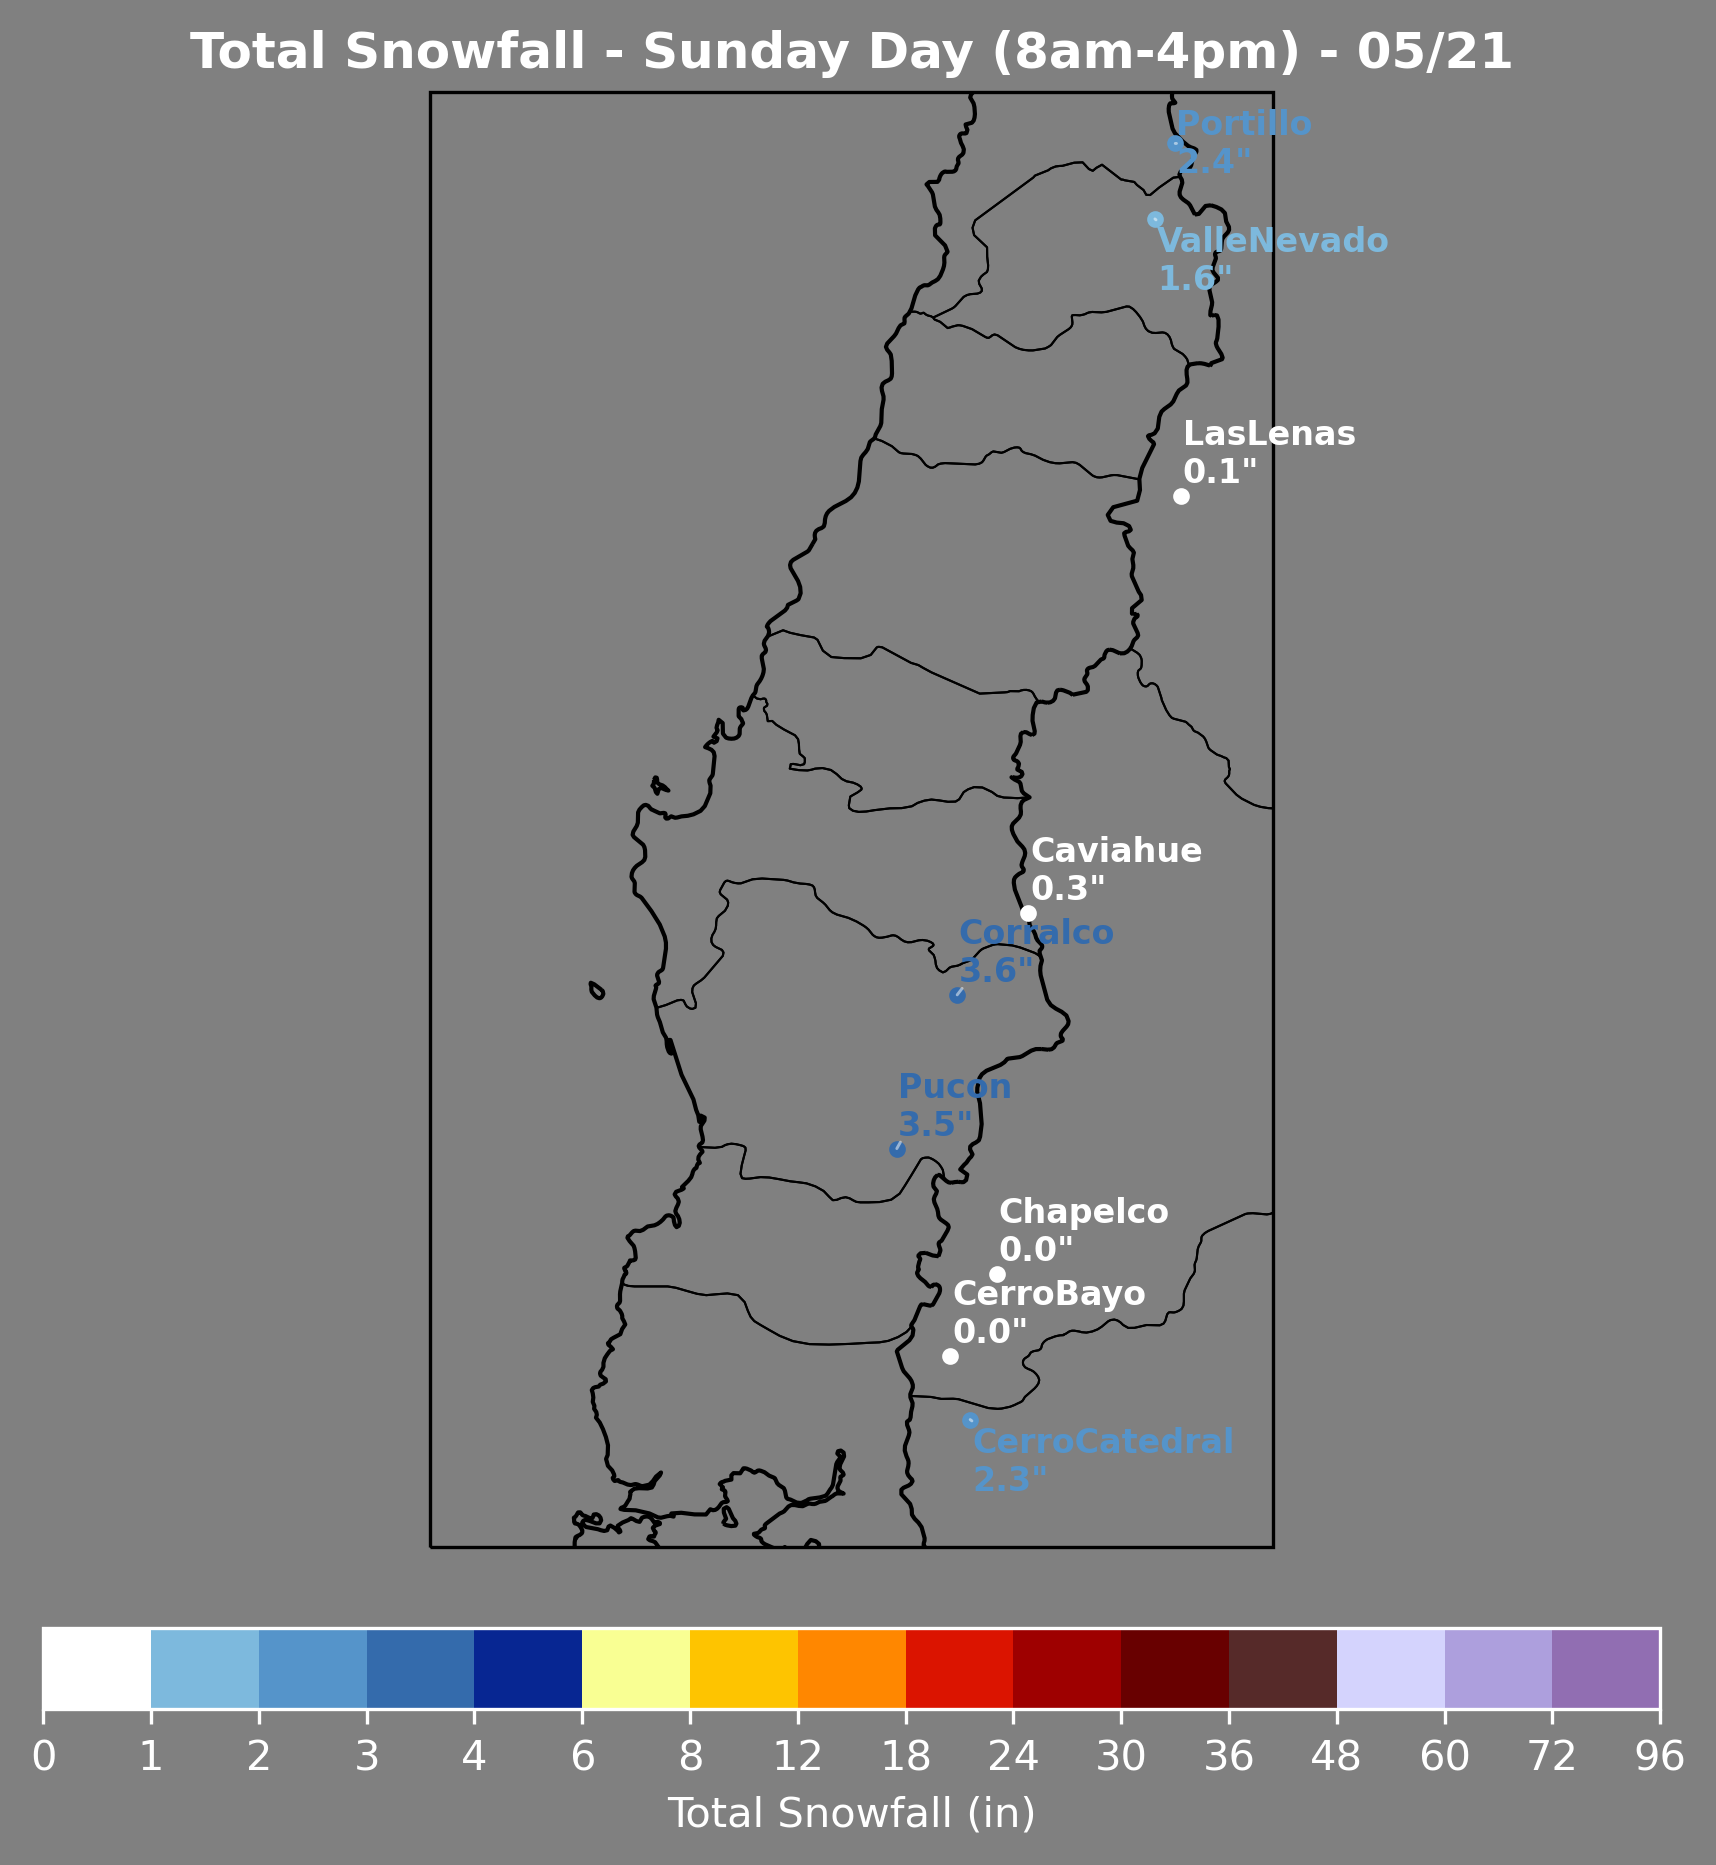 Total Snowfall - Sunday Day (8am-4pm) - 05/21
Portillo
2.4"
ValleNevado
1.6"
LasLenas
0.1"
Caviahue
0.3"
Corralco
3.6"
Pucon
3.5"
Chapelco
0.0"
CerroBayo
0.0"
CerroCatedral
2.3"
0 1 2 3 4 6 8 12 18 24 30 36 48 60 72 96
Total Snowfall (in)